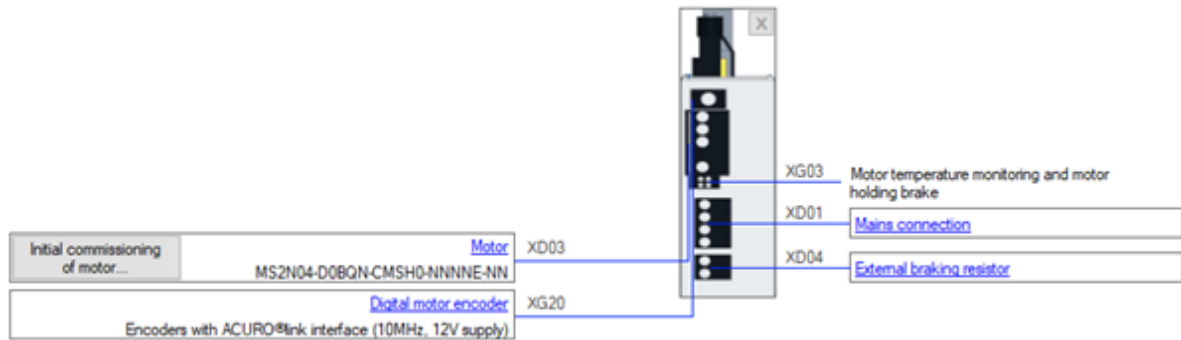 X
XG03
Motor temperature monitoring and motor
holding brake
XD01
Mains connection
Initial commissioning
of motor...
Motor
XD03
MS2N04-D0BQN-CMSH0-NNNNE-NN
XD04
External braking resistor
Digital motor encoder
XG20
Encoders with ACURO®link interface (10MHz, 12V supply)